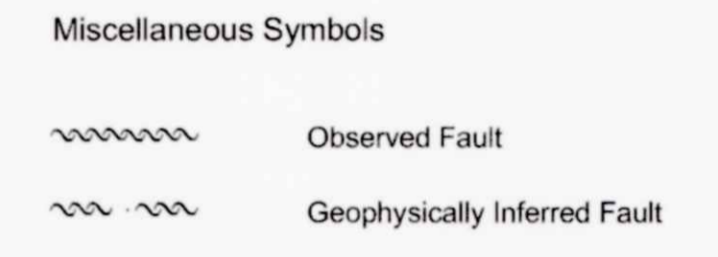 Miscellaneous Symbols
Observed Fault
Geophysically Inferred Fault